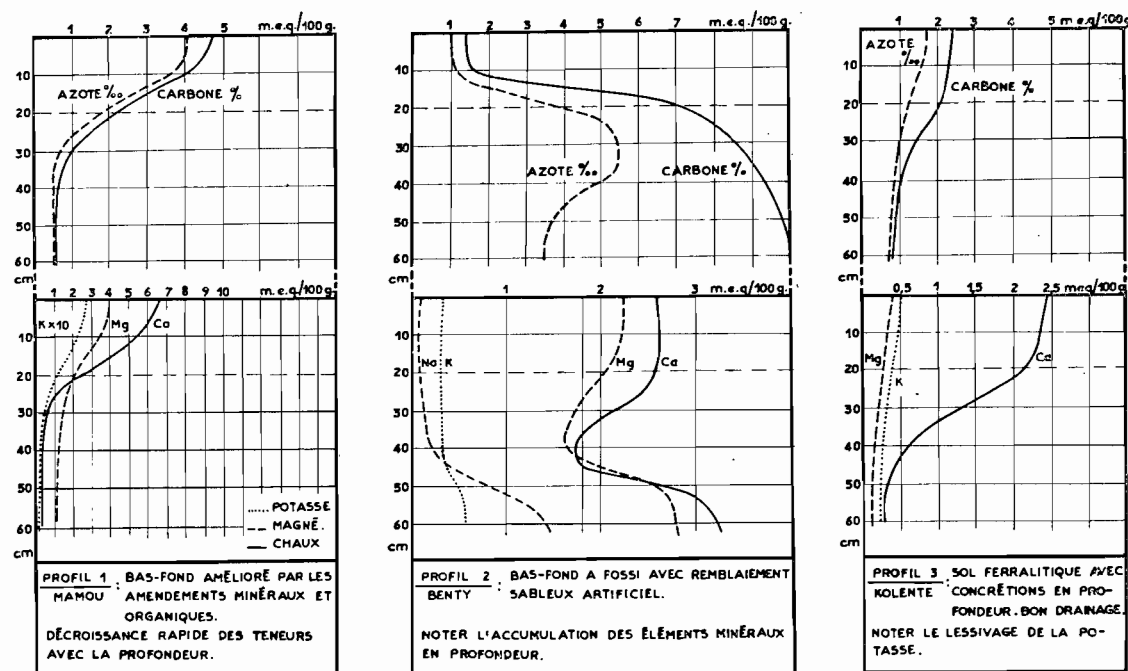 1 2 3 4 5 m.e.q./100g.
10
20
30
40
50
60
cm
AZOTE ‰ CARBONE %
1 2 3 4 5 6 7 8 9 10 m.e.q./100g.
10
20
30
40
50
60
cm
K×10 Mg Ca
POTASSE
MAGNÉ.
CHAUX
PROFIL 1
MAMOU
: BAS-FOND AMÉLIORÉ PAR LES
AMENDEMENTS MINÉRAUX ET
ORGANIQUES.
DÉCROISSANCE RAPIDE DES TENEURS
AVEC LA PROFONDEUR.
1 2 3 4 5 6 7 m.e.q./100g.
10
20
30
40
50
60
cm
AZOTE ‰ CARBONE %
1 2 3 m.e.q./100g.
10
20
30
40
50
60
cm
Na K Mg Ca
PROFIL 2
BENTY
: BAS-FOND A FOSSI AVEC REMBLAIEMENT
SABLEUX ARTIFICIEL.
NOTER L'ACCUMULATION DES ÉLÉMENTS MINÉRAUX
EN PROFONDEUR.
1 2 3 4 5 m.e.q/100g
10
20
30
40
50
60
cm
AZOTE
‰
CARBONE %
0,5 1 1,5 2 2,5 m.e.q/100g
10
20
30
40
50
60
cm
Mg K Ca
PROFIL 3
KOLENTE
: SOL FERRALITIQUE AVEC
CONCRÉTIONS EN PRO-
FONDEUR. BON DRAINAGE.
NOTER LE LESSIVAGE DE LA PO-
TASSE.